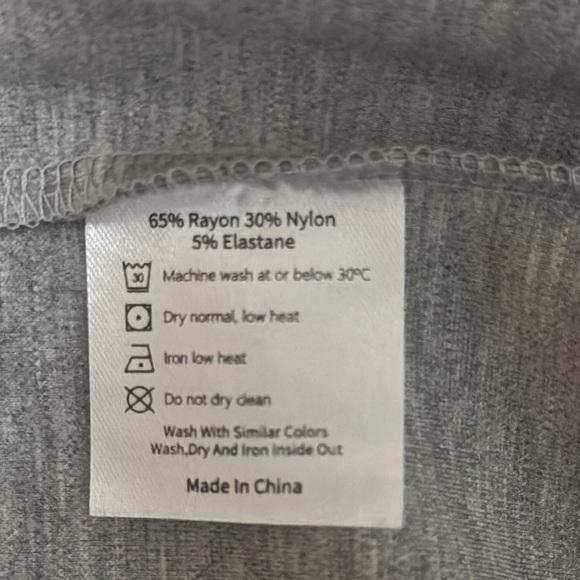 65% Rayon 30% Nylon
5% Elastane
30 Machine wash at or below 30ºC
Dry normal, low heat
Iron low heat
Do not dry clean
Wash With Similar Colors
Wash,Dry And Iron Inside Out
Made In China